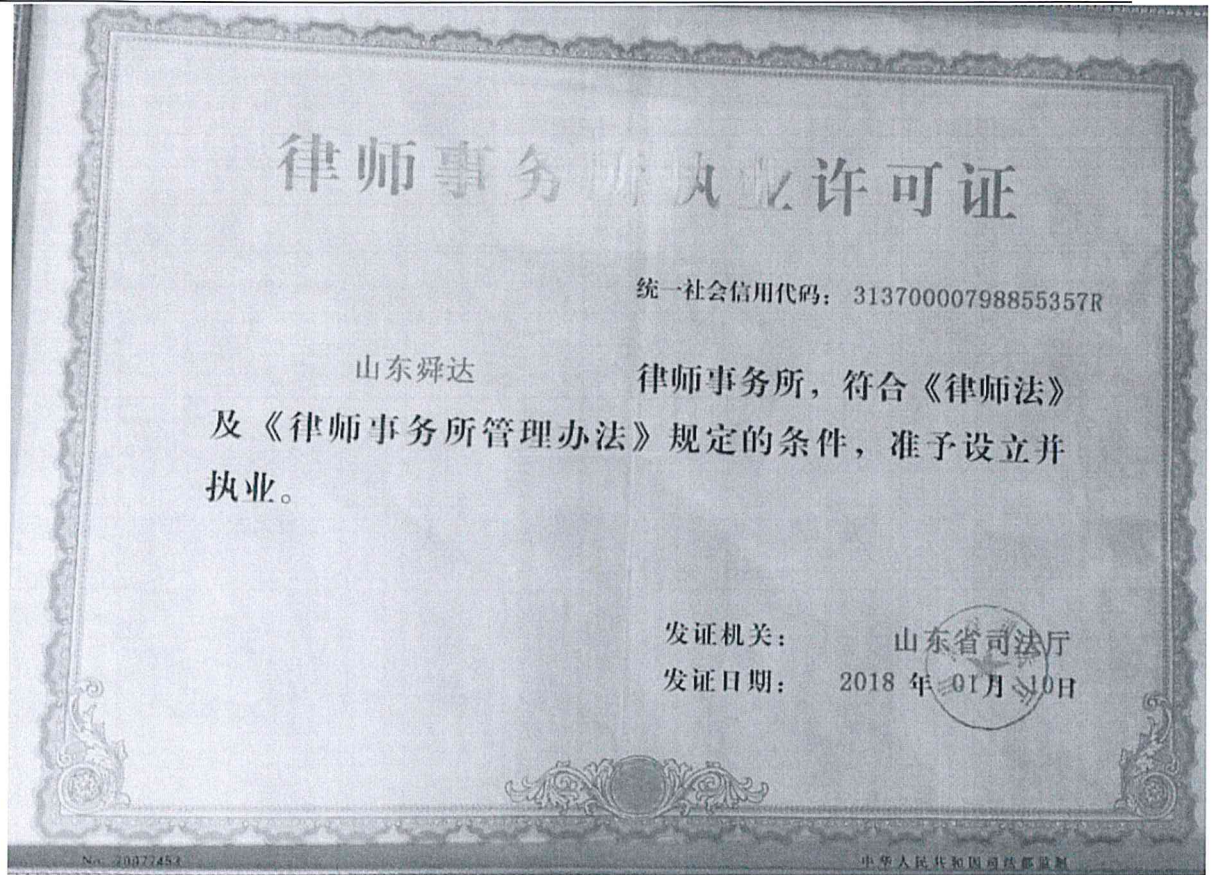 律师事务所执业许可证
统一社会信用代码： 31370000798855357R
山东舜达 律师事务所，符合《律师法》
及《律师事务所管理办法》规定的条件，准予设立并
执业。
发证机关： 山东省司法厅
发证日期： 2018 年 01月 10日
No. 20077453
中华人民共和国司法部监制